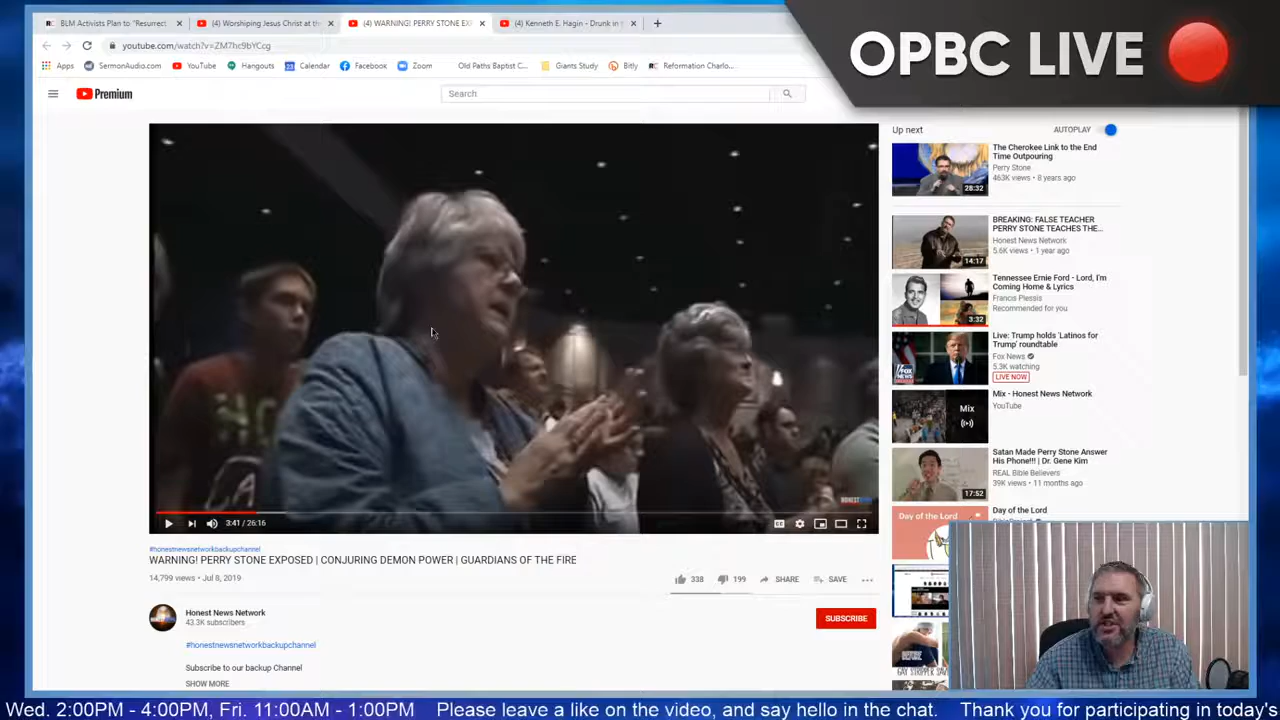 BLM Activists Plan to "Resurrect
(4) Worshiping Jesus Christ at th
(4) WARNING! PERRY STONE EX
(4) Kenneth E. Hagin - Drunk in
OPBC LIVE
youtube.com/watch?v=ZM7hc9bYCcg
Apps
SermonAudio.com
YouTube
Hangouts
Calendar
Facebook
Zoom
Old Paths Baptist C...
Giants Study
Bitly
Reformation Charlo...
Premium
Search
Up next
AUTOPLAY
The Cherokee Link to the End
Time Outpouring
Perry Stone
463K views • 8 years ago
28:32
BREAKING: FALSE TEACHER
PERRY STONE TEACHES THE...
Honest News Network
5.6K views • 1 year ago
14:17
Tennessee Ernie Ford - Lord, I'm
Coming Home & Lyrics
Francis Plessis
Recommended for you
3:32
Live: Trump holds 'Latinos for
Trump' roundtable
Fox News
5.3K watching
LIVE NOW
FOX NEWS
Mix - Honest News Network
YouTube
Mix
Satan Made Perry Stone Answer
His Phone!!! | Dr. Gene Kim
REAL Bible Believers
39K views • 11 months ago
17:52
Day of the Lord
Day of the Lord
3:41 / 26:16
#honestnewsnetworkbackupchannel
WARNING! PERRY STONE EXPOSED | CONJURING DEMON POWER | GUARDIANS OF THE FIRE
14,799 views • Jul 8, 2019
338
199
SHARE
SAVE
Honest News Network
43.3K subscribers
SUBSCRIBE
#honestnewsnetworkbackupchannel
Subscribe to our backup Channel
SHOW MORE
Wed. 2:00PM - 4:00PM, Fri. 11:00AM - 1:00PM Please leave a like on the video, and say hello in the chat. Thank you for participating in today's